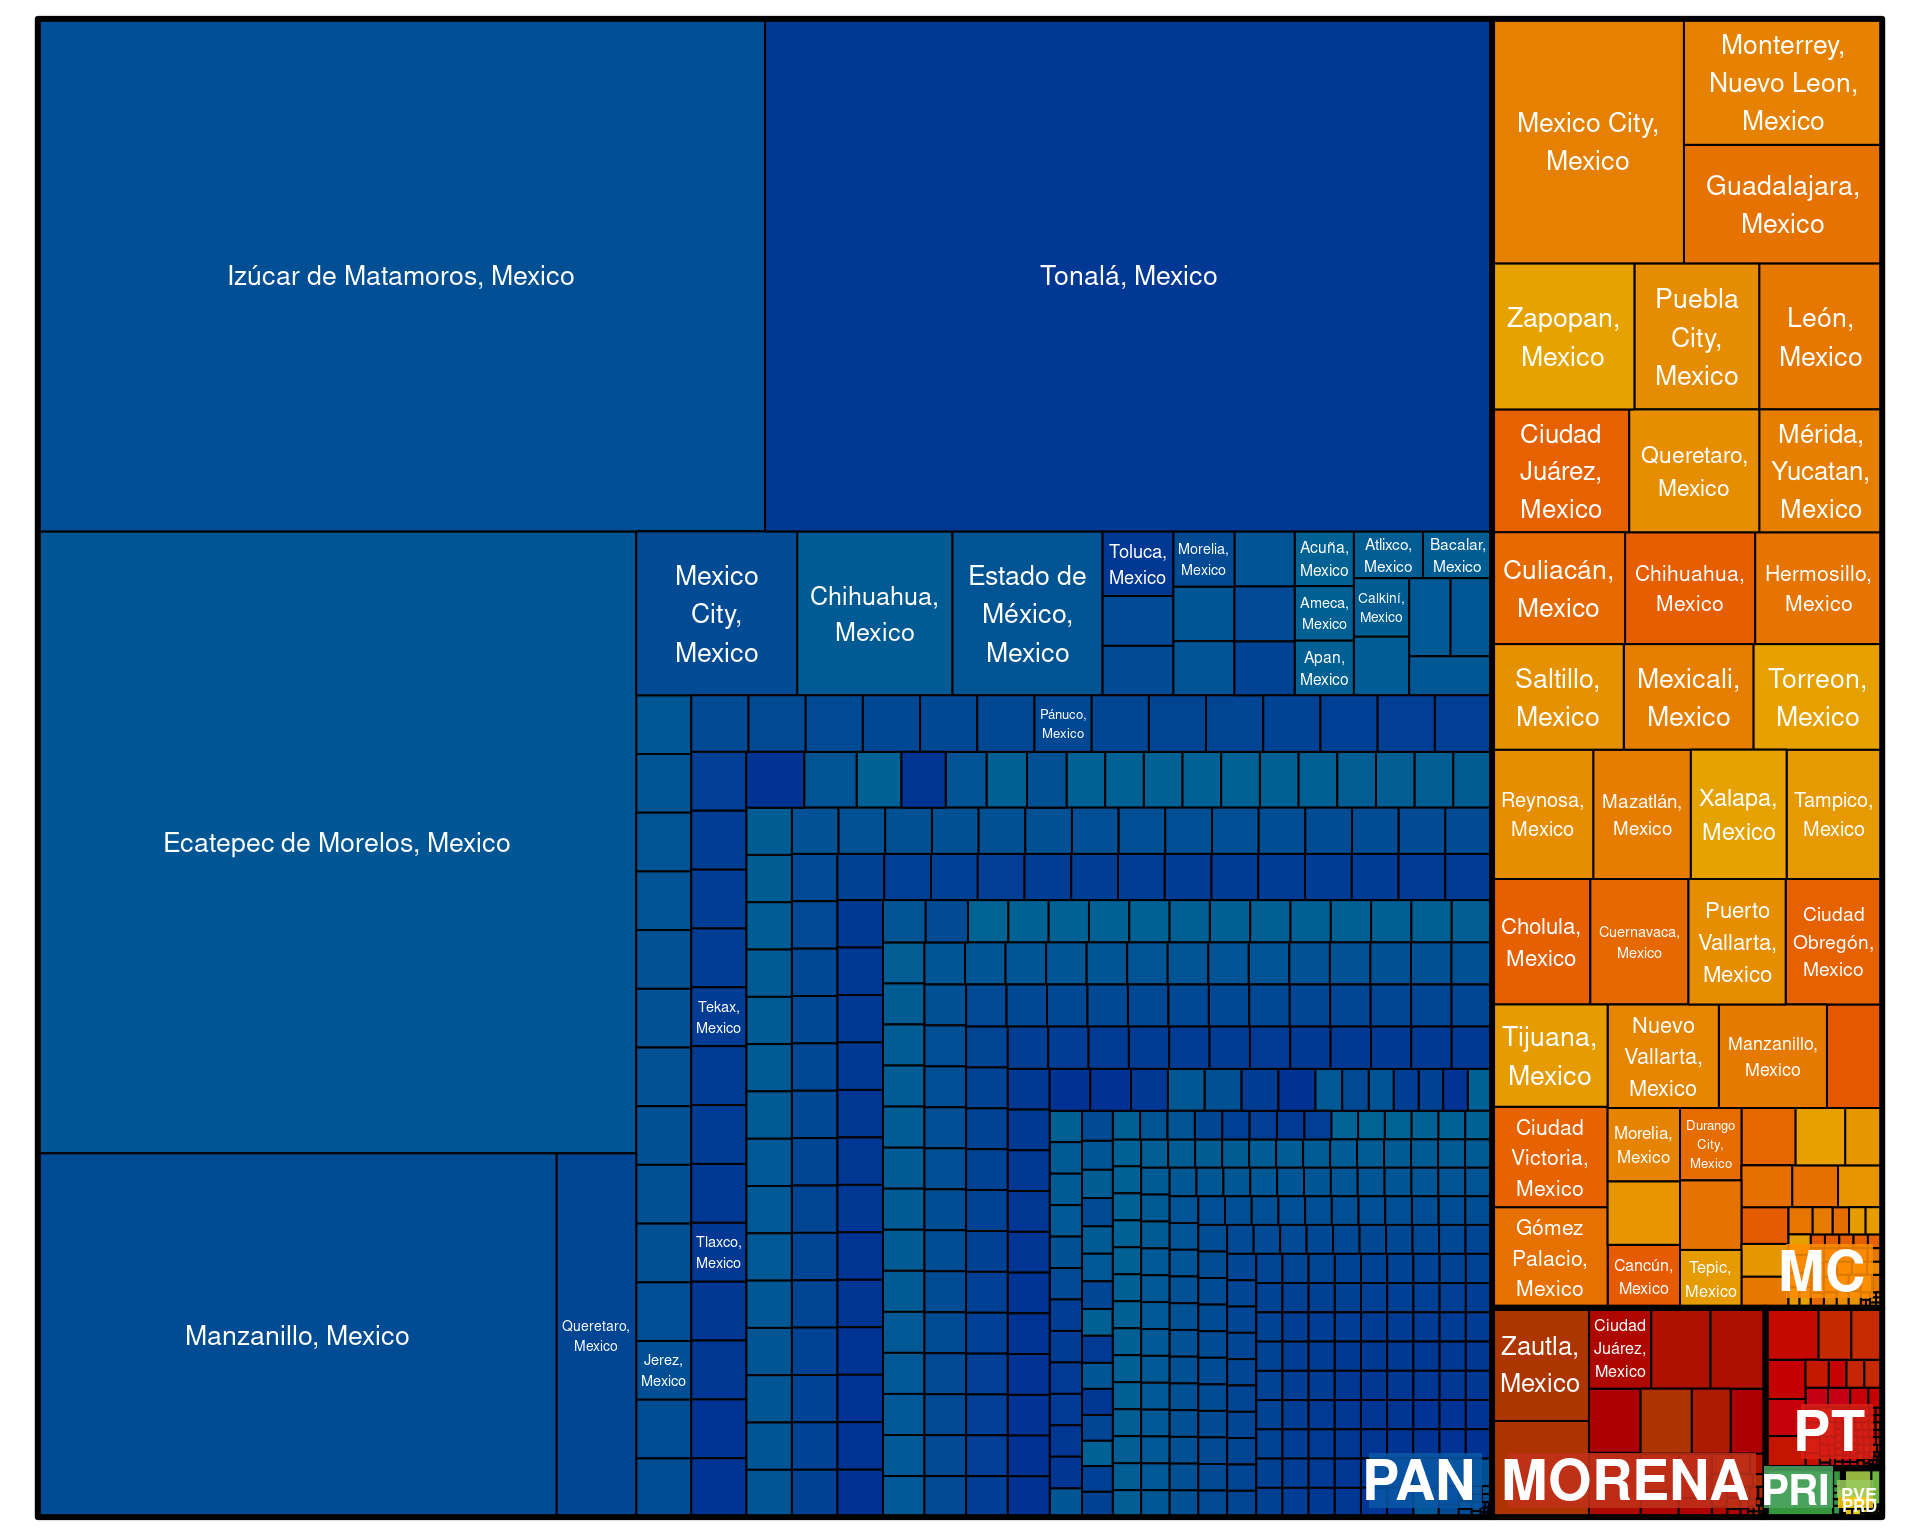 Izúcar de Matamoros, Mexico
Tonalá, Mexico
Ecatepec de Morelos, Mexico
Manzanillo, Mexico
Queretaro,
Mexico
Mexico
City,
Mexico
Chihuahua,
Mexico
Estado de
México,
Mexico
Toluca,
Mexico
Morelia,
Mexico
Acuña,
Mexico
Atlixco,
Mexico
Bacalar,
Mexico
Ameca,
Mexico
Calkiní,
Mexico
Apan,
Mexico
Pánuco,
Mexico
Tekax,
Mexico
Tlaxco,
Mexico
Jerez,
Mexico
PAN
Mexico City,
Mexico
Monterrey,
Nuevo Leon,
Mexico
Guadalajara,
Mexico
Zapopan,
Mexico
Puebla
City,
Mexico
León,
Mexico
Ciudad
Juárez,
Mexico
Queretaro,
Mexico
Mérida,
Yucatan,
Mexico
Culiacán,
Mexico
Chihuahua,
Mexico
Hermosillo,
Mexico
Saltillo,
Mexico
Mexicali,
Mexico
Torreon,
Mexico
Reynosa,
Mexico
Mazatlán,
Mexico
Xalapa,
Mexico
Tampico,
Mexico
Cholula,
Mexico
Cuernavaca,
Mexico
Puerto
Vallarta,
Mexico
Ciudad
Obregón,
Mexico
Tijuana,
Mexico
Nuevo
Vallarta,
Mexico
Manzanillo,
Mexico
Ciudad
Victoria,
Mexico
Morelia,
Mexico
Durango
City,
Mexico
Gómez
Palacio,
Mexico
Cancún,
Mexico
Tepic,
Mexico
MC
Zautla,
Mexico
Ciudad
Juárez,
Mexico
MORENA
PT
PRI
PVE
PRD